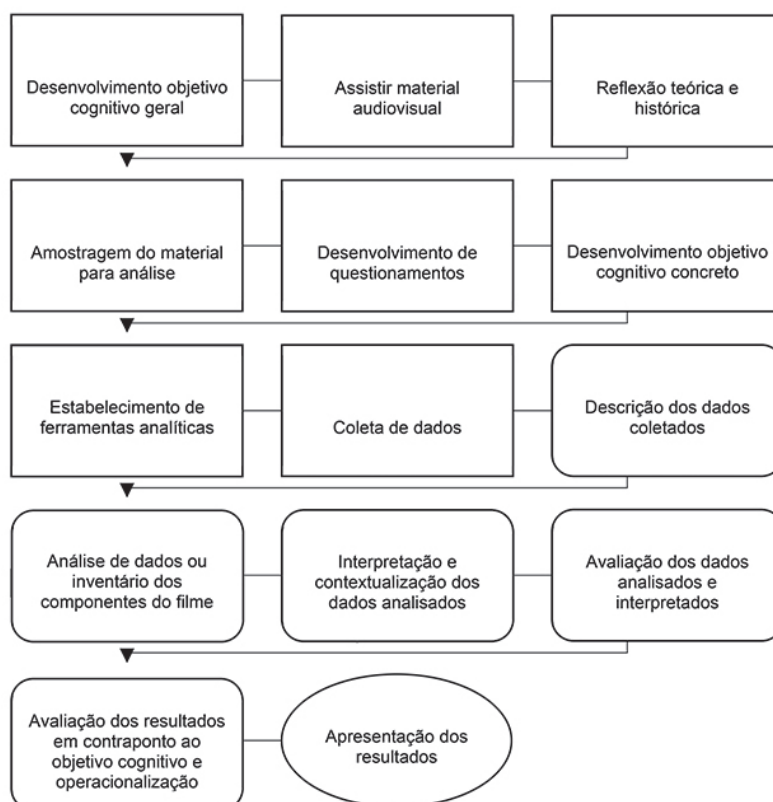 Desenvolvimento objetivo
cognitivo geral
Assistir material
audiovisual
Reflexão teórica e
histórica
Amostragem do material
para análise
Desenvolvimento de
questionamentos
Desenvolvimento objetivo
cognitivo concreto
Estabelecimento de
ferramentas analíticas
Coleta de dados
Descrição dos dados
coletados
Análise de dados ou
inventário dos
componentes do filme
Interpretação e
contextualização dos
dados analisados
Avaliação dos dados
analisados e
interpretados
Avaliação dos resultados
em contraponto ao
objetivo cognitivo e
operacionalização
Apresentação dos
resultados